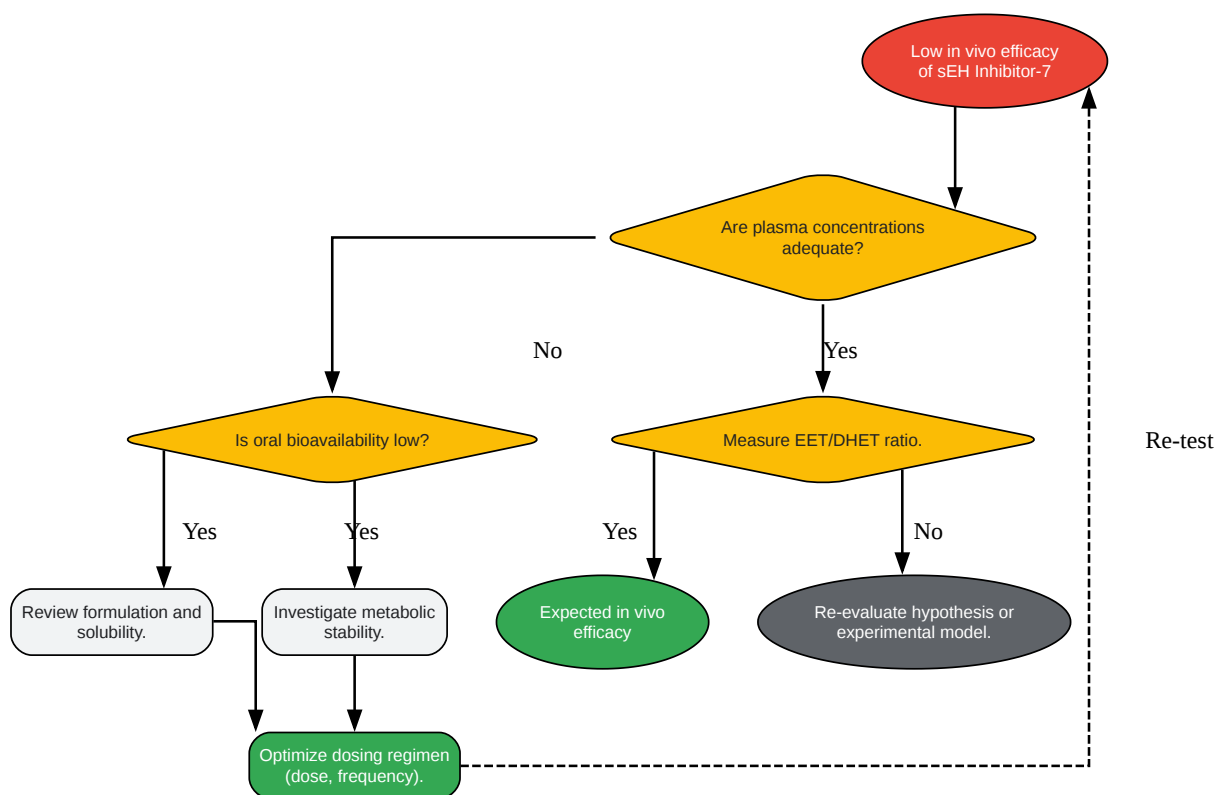 Low in vivo efficacy
of sEH Inhibitor-7
Are plasma concentrations
adequate?
No
Yes
Is oral bioavailability low?
Measure EET/DHET ratio.
Re-test
Yes
Yes
Yes
No
Review formulation and
solubility.
Investigate metabolic
stability.
Expected in vivo
efficacy
Re-evaluate hypothesis or
experimental model.
Optimize dosing regimen
(dose, frequency).